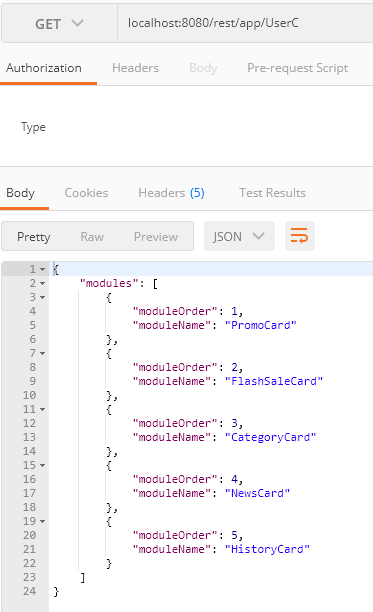 GET localhost:8080/rest/app/UserC
Authorization Headers Body Pre-request Script
Type
Body Cookies Headers (5) Test Results
Pretty Raw Preview JSON
1 {
2 "modules": [
3 {
4 "moduleOrder": 1,
5 "moduleName": "PromoCard"
6 },
7 {
8 "moduleOrder": 2,
9 "moduleName": "FlashSaleCard"
10 },
11 {
12 "moduleOrder": 3,
13 "moduleName": "CategoryCard"
14 },
15 {
16 "moduleOrder": 4,
17 "moduleName": "NewsCard"
18 },
19 {
20 "moduleOrder": 5,
21 "moduleName": "HistoryCard"
22 }
23 ]
24 }